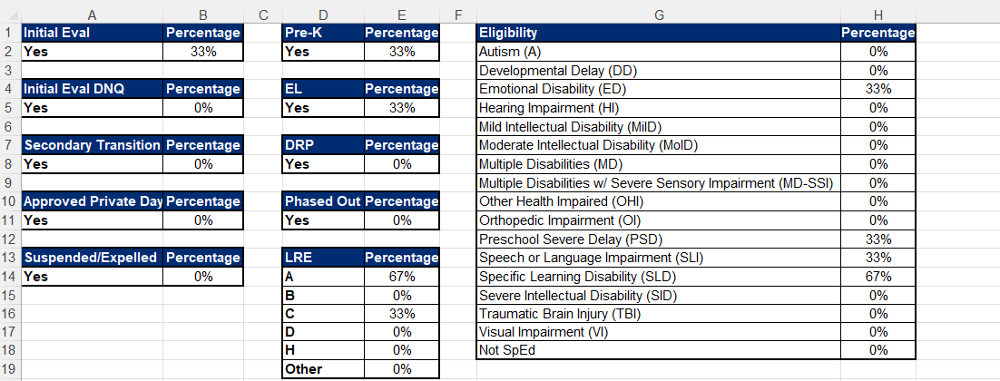 A B C D E F G H
1 Initial Eval Percentage Pre-K Percentage Eligibility Percentage
2 Yes 33% Yes 33% Autism (A) 0%
3 Developmental Delay (DD) 0%
4 Initial Eval DNQ Percentage EL Percentage Emotional Disability (ED) 33%
5 Yes 0% Yes 33% Hearing Impairment (HI) 0%
6 Mild Intellectual Disability (MiID) 0%
7 Secondary Transition Percentage DRP Percentage Moderate Intellectual Disability (MoID) 0%
8 Yes 0% Yes 0% Multiple Disabilities (MD) 0%
9 Multiple Disabilities w/ Severe Sensory Impairment (MD-SSI) 0%
10 Approved Private Day Percentage Phased Out Percentage Other Health Impaired (OHI) 0%
11 Yes 0% Yes 0% Orthopedic Impairment (OI) 0%
12 Preschool Severe Delay (PSD) 33%
13 Suspended/Expelled Percentage LRE Percentage Speech or Language Impairment (SLI) 33%
14 Yes 0% A 67% Specific Learning Disability (SLD) 67%
15 B 0% Severe Intellectual Disability (SID) 0%
16 C 33% Traumatic Brain Injury (TBI) 0%
17 D 0% Visual Impairment (VI) 0%
18 H 0% Not SpEd 0%
19 Other 0%